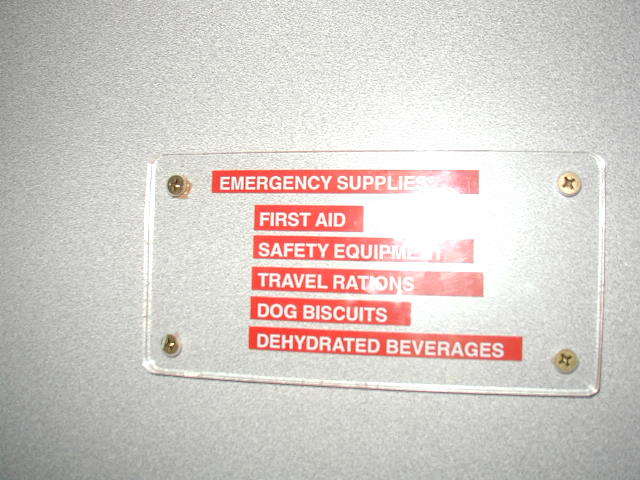 EMERGENCY SUPPLIES
FIRST AID
SAFETY EQUIPMENT
TRAVEL RATIONS
DOG BISCUITS
DEHYDRATED BEVERAGES